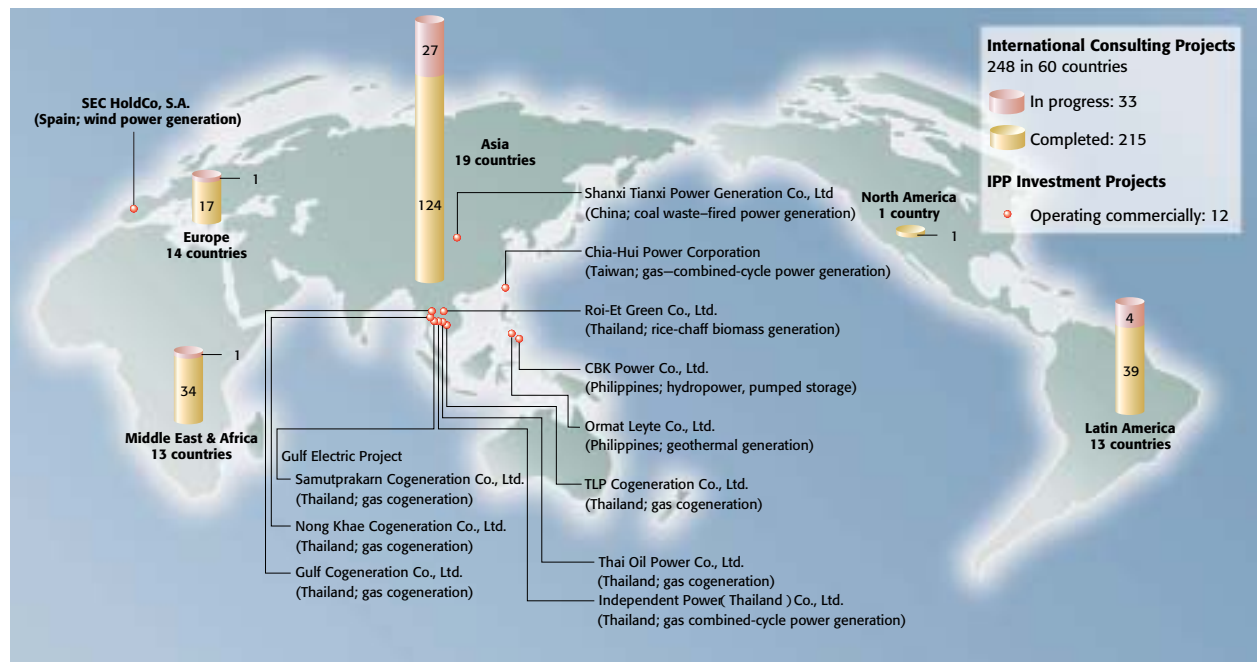 International Consulting Projects
248 in 60 countries
In progress: 33
Completed: 215
IPP Investment Projects
Operating commercially: 12
SEC HoldCo, S.A.
(Spain; wind power generation)
1
17
Europe
14 countries
27
124
Asia
19 countries
North America
1 country
1
1
34
Middle East & Africa
13 countries
4
39
Latin America
13 countries
Shanxi Tianxi Power Generation Co., Ltd
(China; coal waste–fired power generation)
Chia-Hui Power Corporation
(Taiwan; gas–combined-cycle power generation)
Roi-Et Green Co., Ltd.
(Thailand; rice-chaff biomass generation)
CBK Power Co., Ltd.
(Philippines; hydropower, pumped storage)
Ormat Leyte Co., Ltd.
(Philippines; geothermal generation)
TLP Cogeneration Co., Ltd.
(Thailand; gas cogeneration)
Thai Oil Power Co., Ltd.
(Thailand; gas cogeneration)
Independent Power( Thailand ) Co., Ltd.
(Thailand; gas combined-cycle power generation)
Gulf Electric Project
Samutprakarn Cogeneration Co., Ltd.
(Thailand; gas cogeneration)
Nong Khae Cogeneration Co., Ltd.
(Thailand; gas cogeneration)
Gulf Cogeneration Co., Ltd.
(Thailand; gas cogeneration)